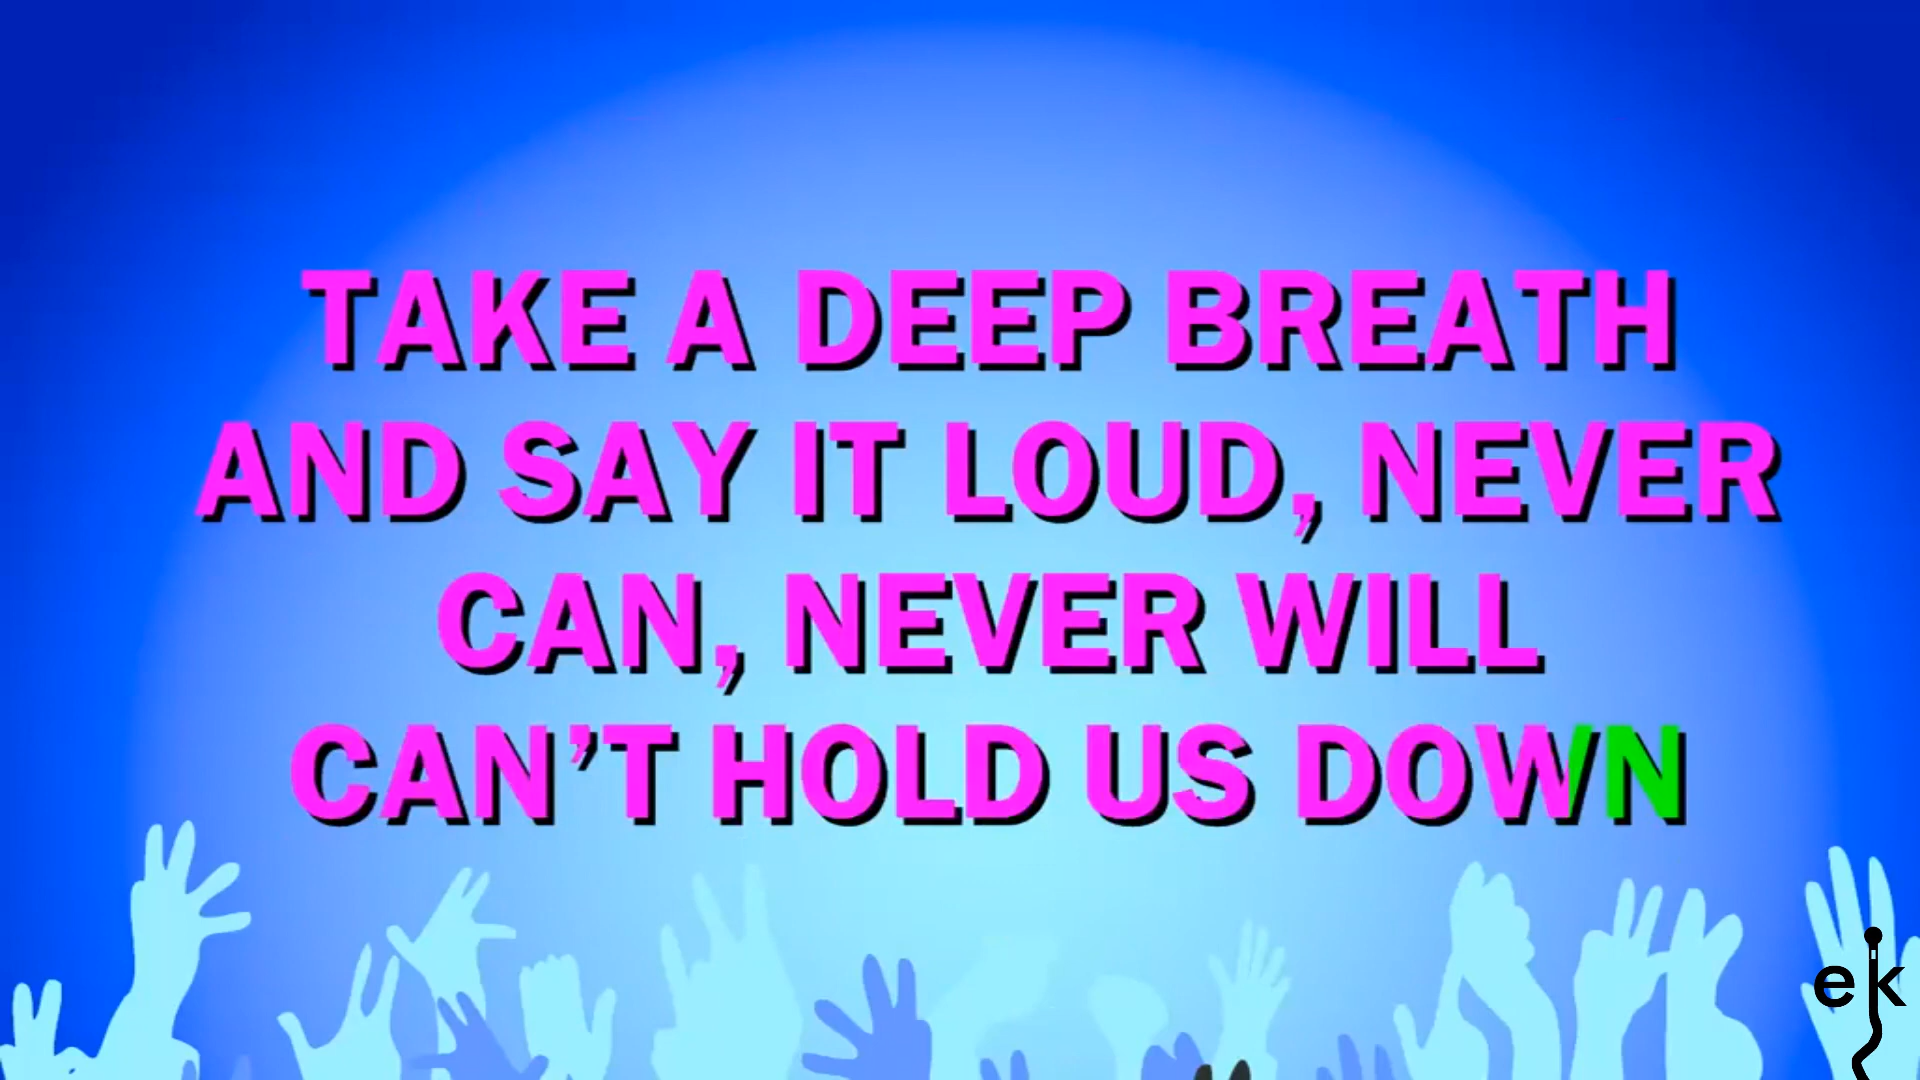 TAKE A DEEP BREATH
AND SAY IT LOUD, NEVER
CAN, NEVER WILL
CAN’T HOLD US DOWN
ek